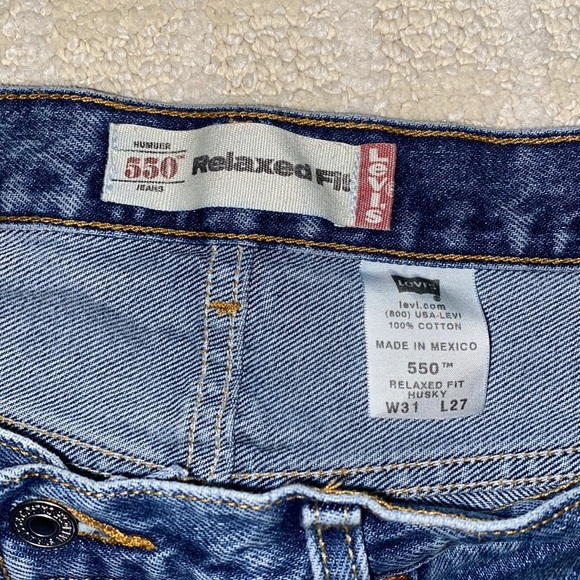 NUMBER
550™ Relaxed Fit
JEANS
Levi's
LEVI'S
levi.com
(800) USA-LEVI
100% COTTON
MADE IN MEXICO
550™
RELAXED FIT
HUSKY
W31 L27